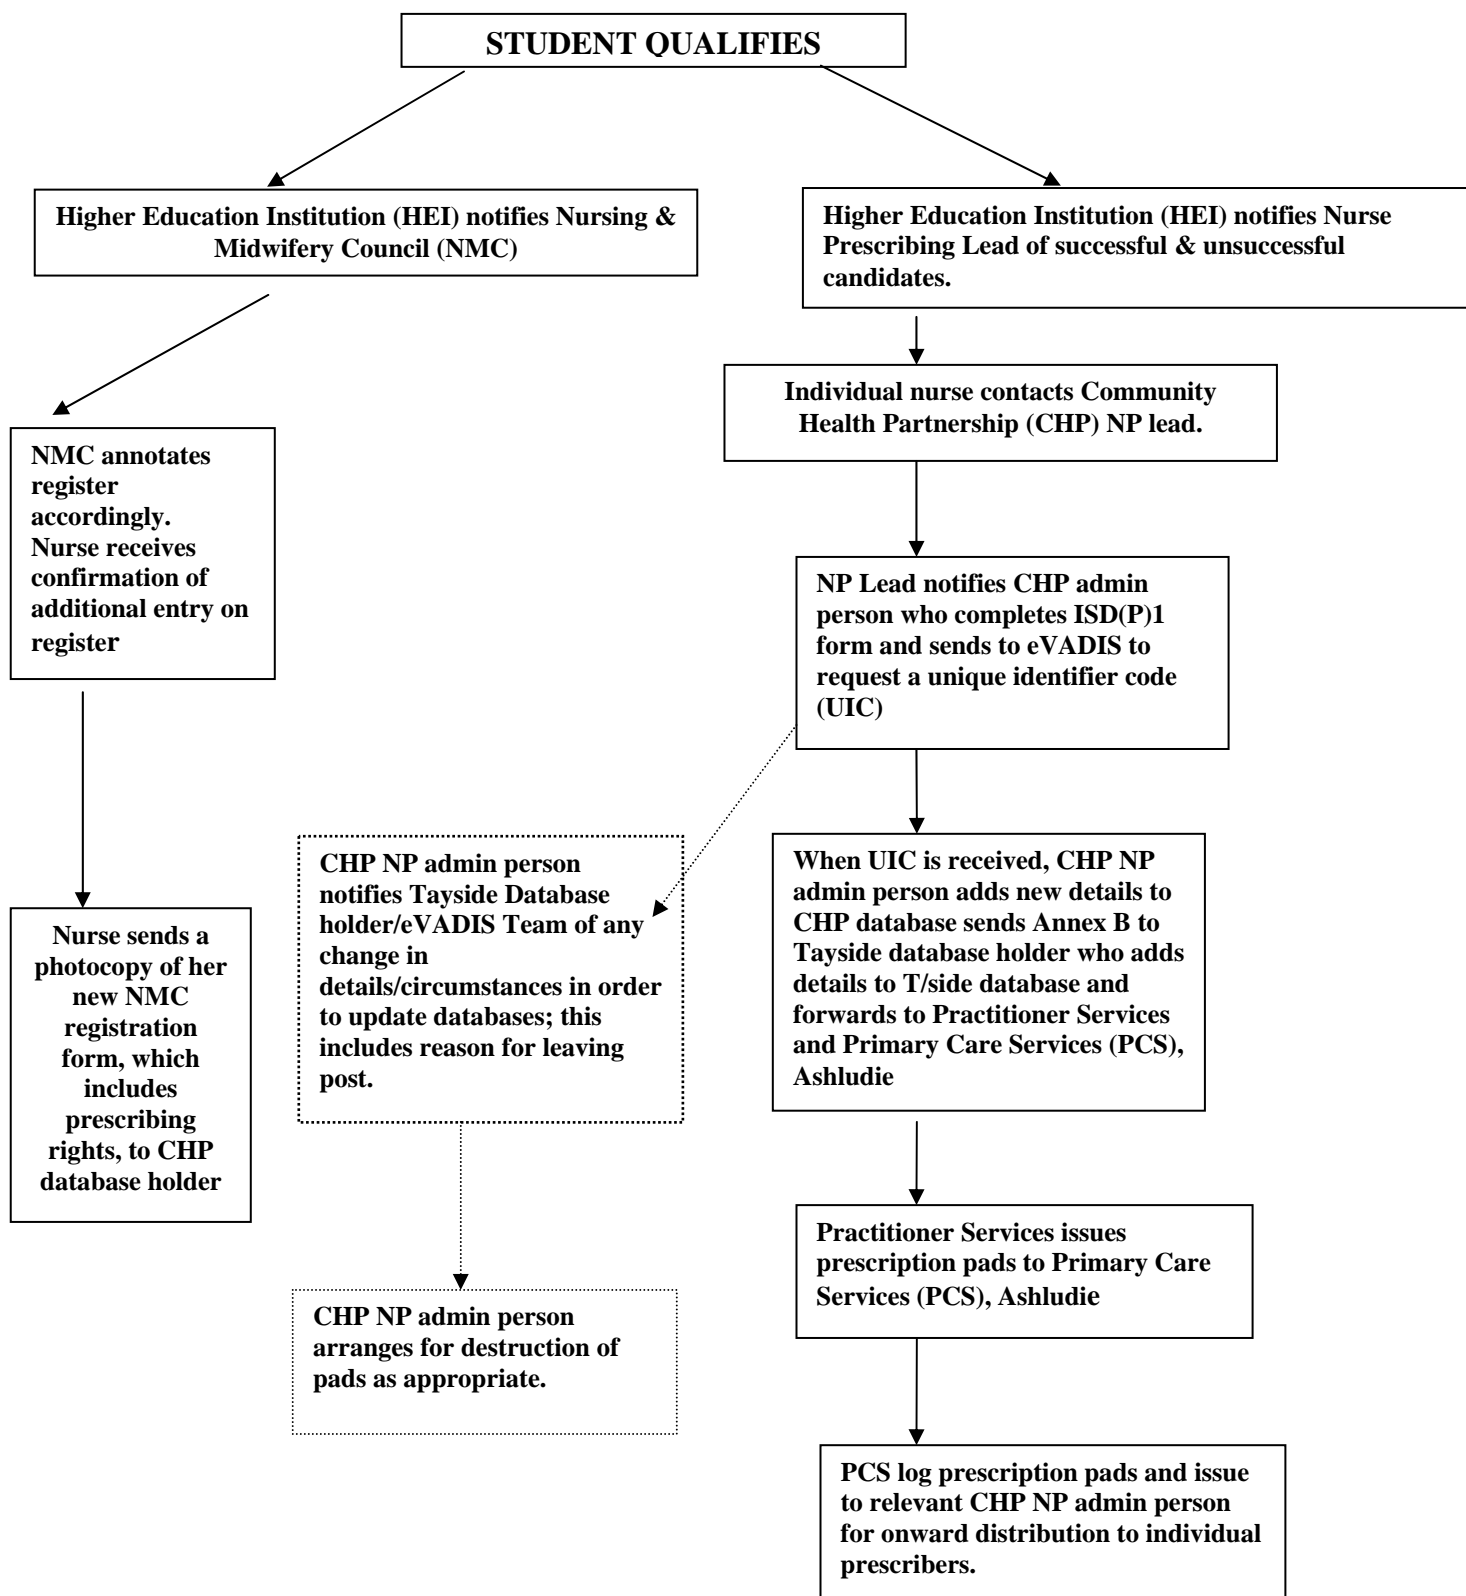 STUDENT QUALIFIES
Higher Education Institution (HEI) notifies Nursing &
Midwifery Council (NMC)
Higher Education Institution (HEI) notifies Nurse
Prescribing Lead of successful & unsuccessful
candidates.
Individual nurse contacts Community
Health Partnership (CHP) NP lead.
NMC annotates
register
accordingly.
Nurse receives
confirmation of
additional entry on
register
NP Lead notifies CHP admin
person who completes ISD(P)1
form and sends to eVADIS to
request a unique identifier code
(UIC)
CHP NP admin person
notifies Tayside Database
holder/eVADIS Team of any
change in
details/circumstances in order
to update databases; this
includes reason for leaving
post.
When UIC is received, CHP NP
admin person adds new details to
CHP database sends Annex B to
Tayside database holder who adds
details to T/side database and
forwards to Practitioner Services
and Primary Care Services (PCS),
Ashludie
Nurse sends a
photocopy of her
new NMC
registration
form, which
includes
prescribing
rights, to CHP
database holder
Practitioner Services issues
prescription pads to Primary Care
Services (PCS), Ashludie
CHP NP admin person
arranges for destruction of
pads as appropriate.
PCS log prescription pads and issue
to relevant CHP NP admin person
for onward distribution to individual
prescribers.